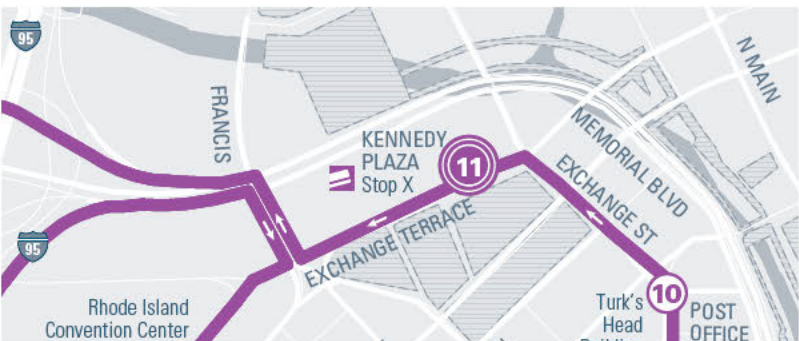 95
N MAIN
FRANCIS
MEMORIAL BLVD
KENNEDY
PLAZA
Stop X
11
EXCHANGE ST
EXCHANGE TERRACE
95
10
Rhode Island
Convention Center
Turk's
Head
POST
OFFICE